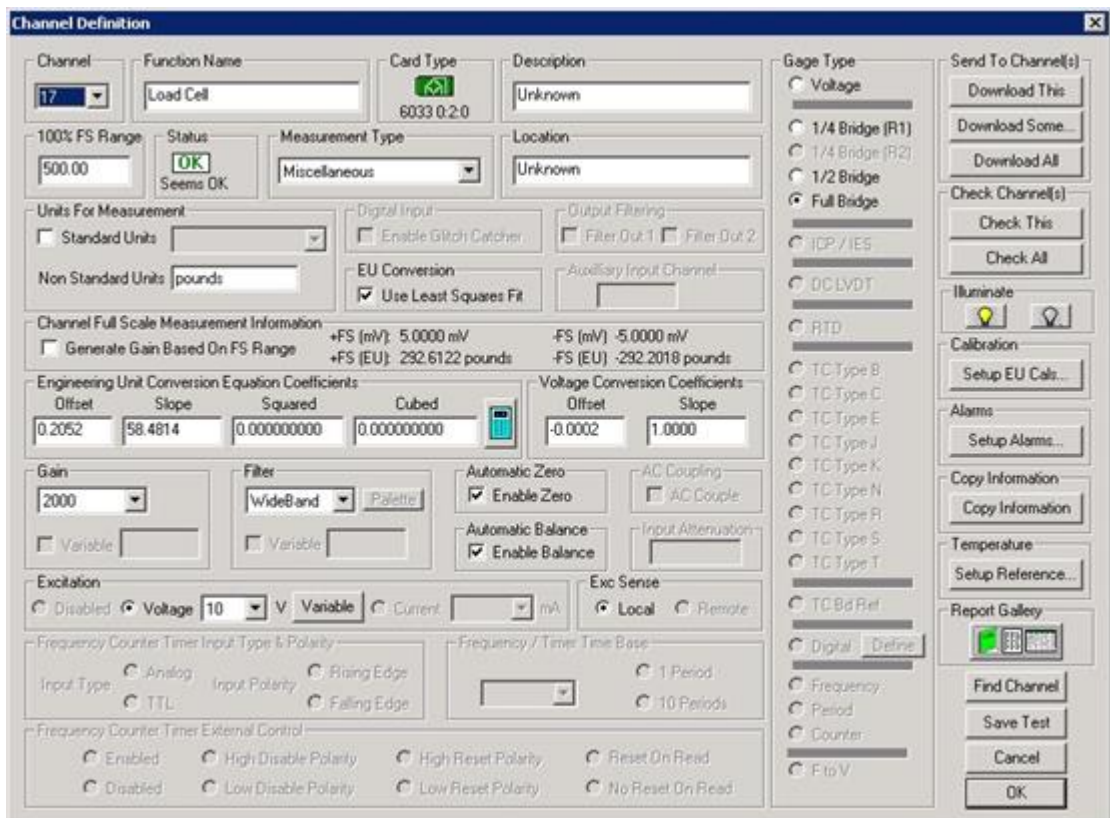 Channel Definition
Channel
17
Function Name
Load Cell
Card Type
6033 0:2:0
Description
Unknown
100% FS Range
500.00
Status
OK
Seems OK
Measurement Type
Miscellaneous
Location
Unknown
Units For Measurement
Standard Units
Non Standard Units pounds
Digital Input
Enable Glitch Catcher
Output Filtering
Filter Out 1 Filter Out 2
EU Conversion
Use Least Squares Fit
Auxiliary Input Channel
Channel Full Scale Measurement Information
Generate Gain Based On FS Range
+FS (mV): 5.0000 mV
-FS (mV) -5.0000 mV
+FS (EU): 292.6122 pounds
-FS (EU) -292.2018 pounds
Engineering Unit Conversion Equation Coefficients
Offset Slope Squared Cubed
0.2052 58.4814 0.000000000 0.000000000
Voltage Conversion Coefficients
Offset Slope
-0.0002 1.0000
Gain
2000
Variable
Filter
WideBand Palette
Variable
Automatic Zero
Enable Zero
AC Coupling
AC Couple
Automatic Balance
Enable Balance
Input Attenuation
Excitation
Disabled Voltage 10 V Variable Current mA
Exc Sense
Local Remote
Frequency Counter Timer Input Type & Polarity
Input Type Analog TTL
Input Polarity Rising Edge Falling Edge
Frequency / Timer Time Base
1 Period
10 Periods
Frequency Counter Timer External Control
Enabled High Disable Polarity High Reset Polarity Reset On Read
Disabled Low Disable Polarity Low Reset Polarity No Reset On Read
Gage Type
Voltage
1/4 Bridge (R1)
1/4 Bridge (R2)
1/2 Bridge
Full Bridge
ICP / IES
DC LVDT
RTD
TC Type B
TC Type C
TC Type E
TC Type J
TC Type K
TC Type N
TC Type R
TC Type S
TC Type T
TC Bd Ref
Digital Define
Frequency
Period
Counter
F to V
Send To Channel(s)
Download This
Download Some...
Download All
Check Channel(s)
Check This
Check All
Illuminate
Calibration
Setup EU Cals...
Alarms
Setup Alarms...
Copy Information
Copy Information
Temperature
Setup Reference...
Report Gallery
Find Channel
Save Test
Cancel
OK